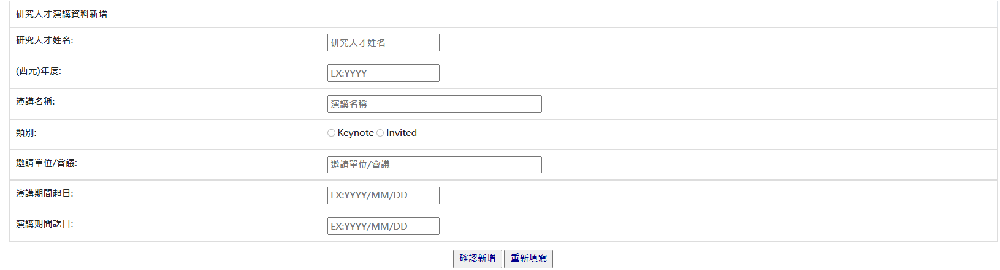 研究人才演講資料新增
研究人才姓名: 研究人才姓名
(西元)年度: EX:YYYY
演講名稱: 演講名稱
類別: Keynote Invited
邀請單位/會議: 邀請單位/會議
演講期間起日: EX:YYYY/MM/DD
演講期間訖日: EX:YYYY/MM/DD
確認新增 重新填寫